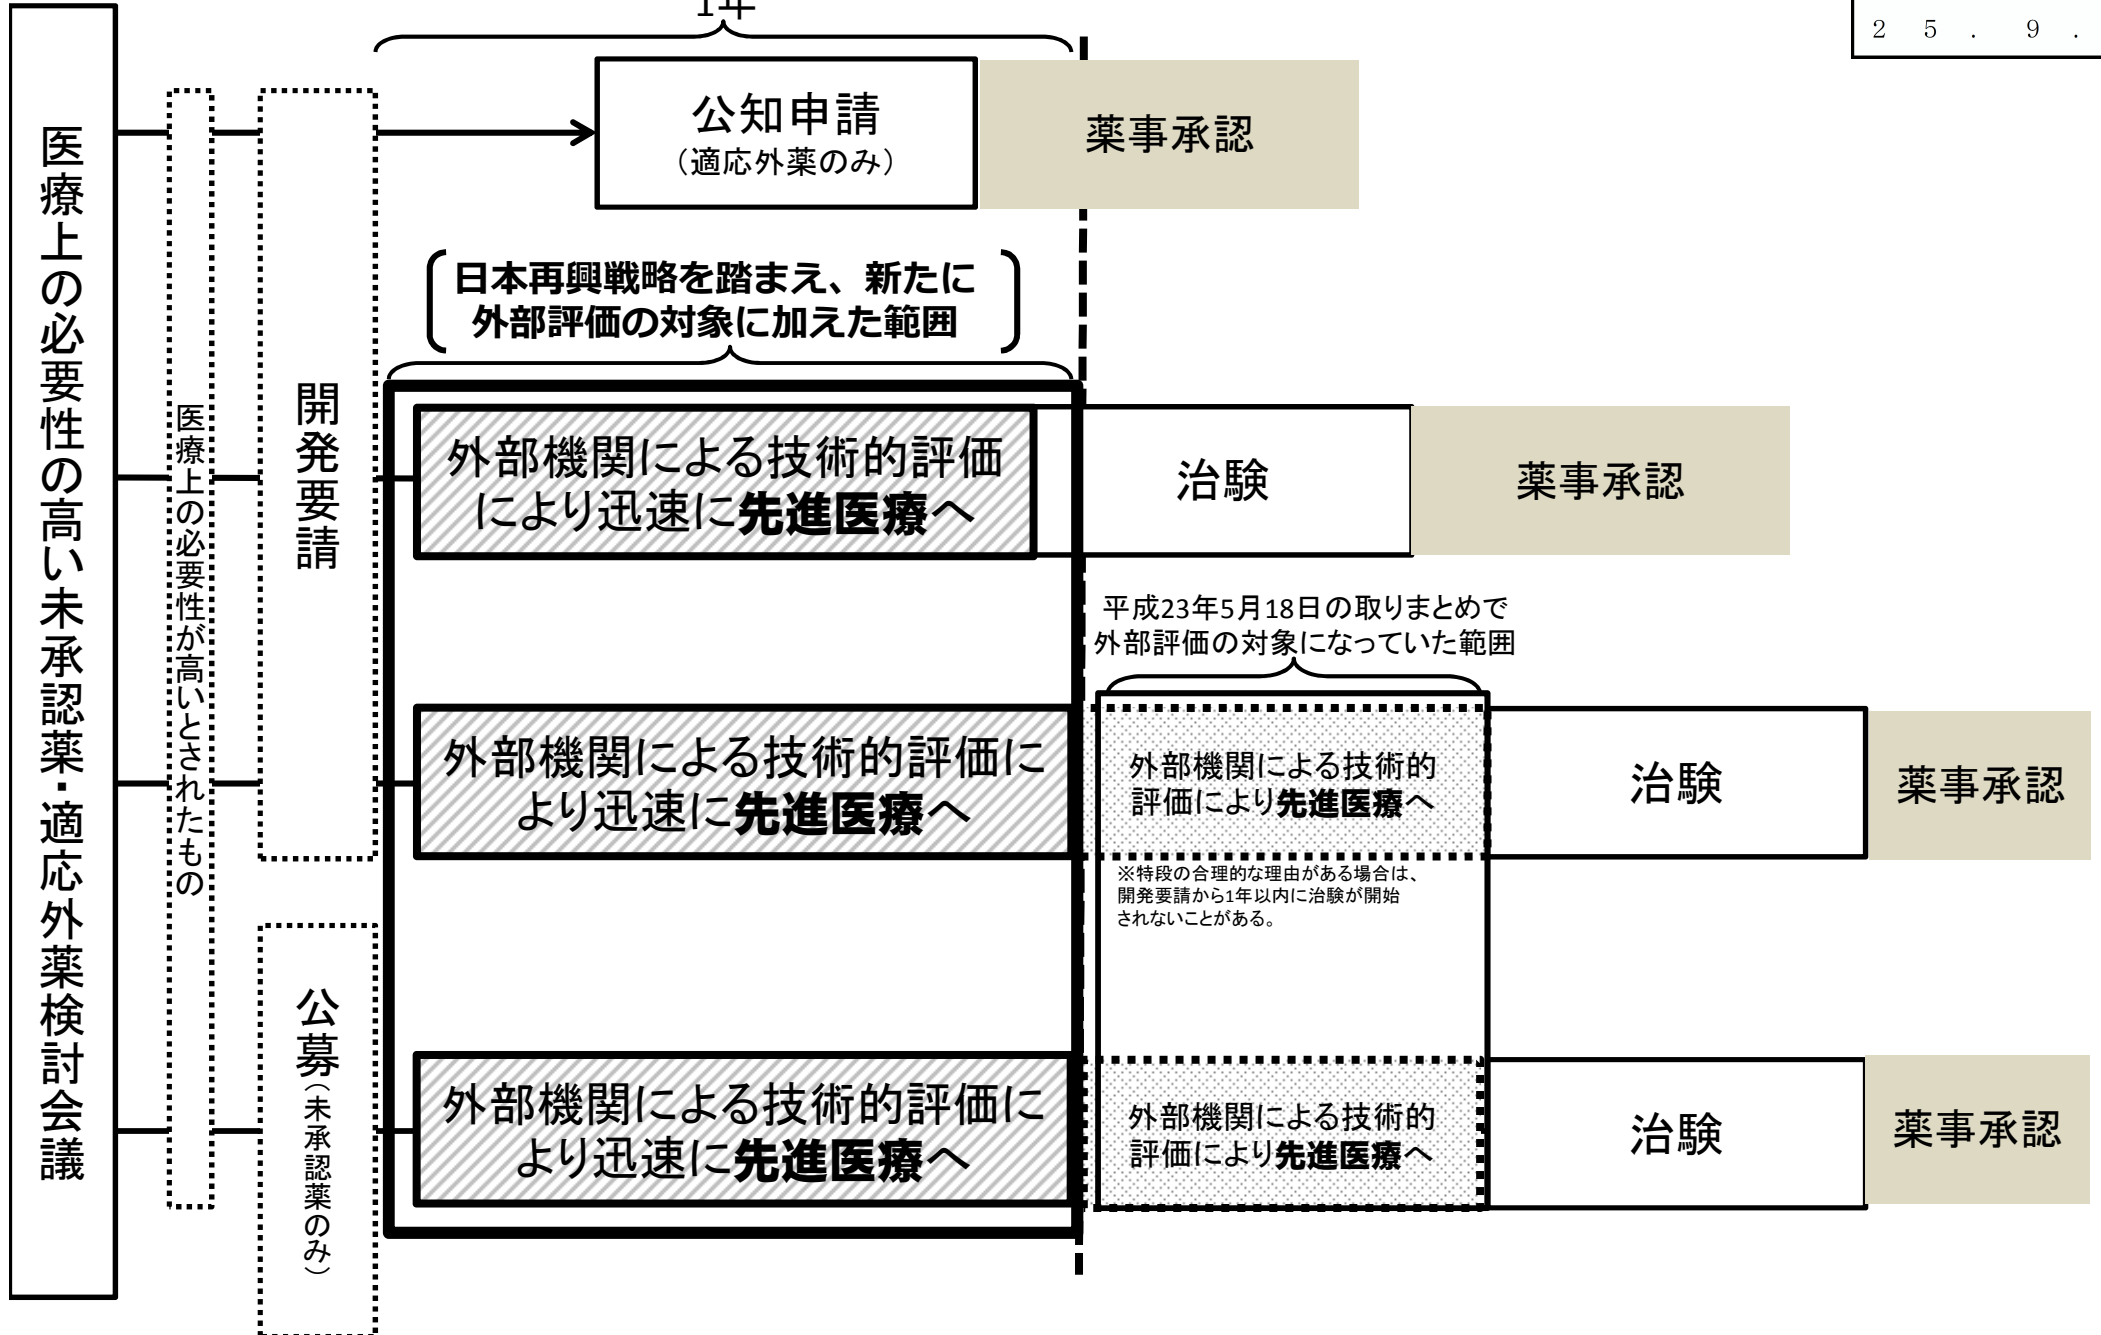 1年
25.9.
医療上の必要性の高い未承認薬・適応外薬検討会議
医療上の必要性が高いとされたもの
開発要請
公募(未承認薬のみ)
公知申請
(適応外薬のみ)
薬事承認
日本再興戦略を踏まえ、新たに
外部評価の対象に加えた範囲
外部機関による技術的評価
により迅速に先進医療へ
治験
薬事承認
平成23年5月18日の取りまとめで
外部評価の対象になっていた範囲
外部機関による技術的評価に
より迅速に先進医療へ
外部機関による技術的
評価により先進医療へ
治験
薬事承認
※特段の合理的な理由がある場合は、
開発要請から1年以内に治験が開始
されないことがある。
外部機関による技術的評価に
より迅速に先進医療へ
外部機関による技術的
評価により先進医療へ
治験
薬事承認